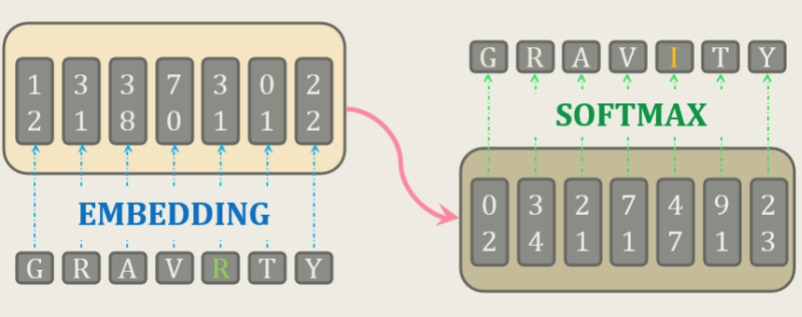 1 3 3 7 3 0 2
2 1 8 0 1 1 2
EMBEDDING
G R A V R T Y
G R A V I T Y
SOFTMAX
0 3 2 7 4 9 2
2 4 1 1 7 1 3